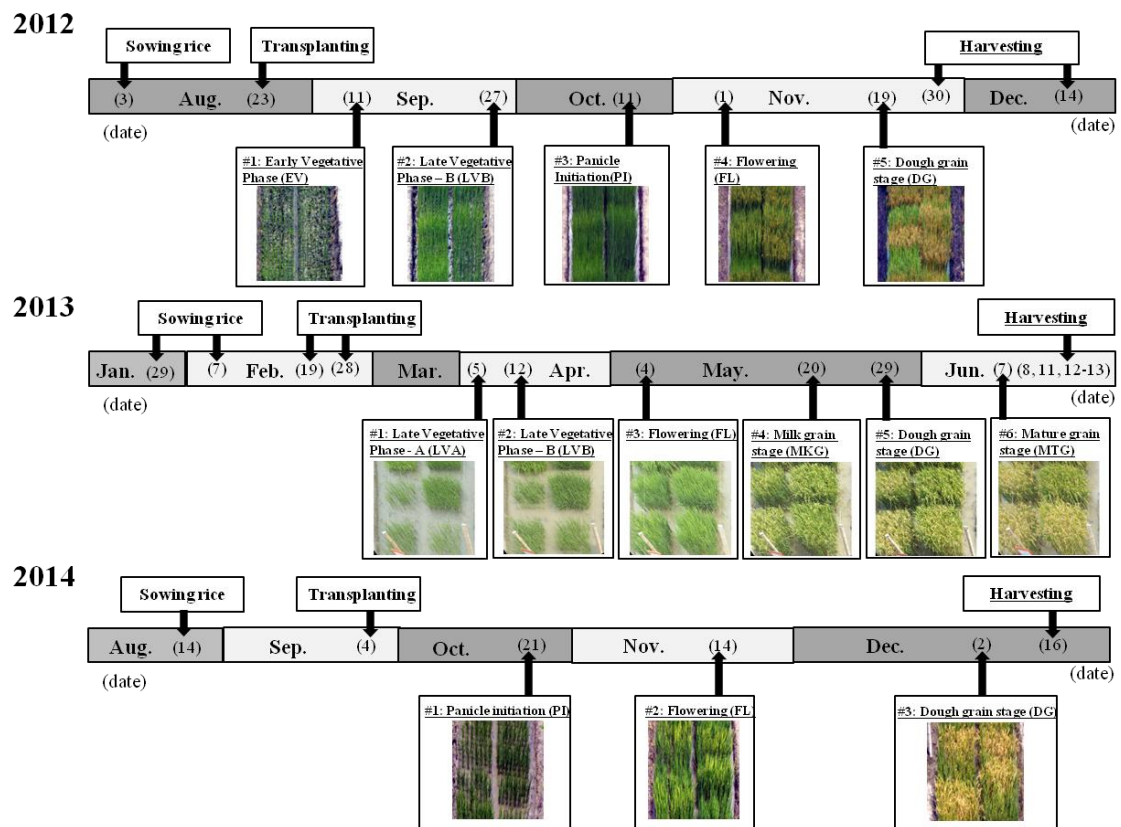 2012
Sowing rice
Transplanting
Harvesting
(3) Aug. (23) (11) Sep. (27) Oct. (11) (1) Nov. (19) (30) Dec. (14)
(date)
(date)
#1: Early Vegetative
Phase (EV)
#2: Late Vegetative
Phase – B (LVB)
#3: Panicle
Initiation(PI)
#4: Flowering
(FL)
#5: Dough grain
stage (DG)
2013
Sowing rice
Transplanting
Harvesting
Jan. (29) (7) Feb. (19) (28) Mar. (5) (12) Apr. (4) May. (20) (29) Jun. (7) (8, 11, 12-13)
(date)
(date)
#1: Late Vegetative
Phase - A (LVA)
#2: Late Vegetative
Phase – B (LVB)
#3: Flowering (FL)
#4: Milk grain
stage (MKG)
#5: Dough grain
stage (DG)
#6: Mature grain
stage (MTG)
2014
Sowing rice
Transplanting
Harvesting
Aug. (14) Sep. (4) Oct. (21) Nov. (14) Dec. (2) (16)
(date)
(date)
#1: Panicle initiation (PI)
#2: Flowering (FL)
#3: Dough grain stage (DG)